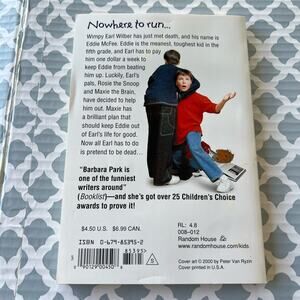 Nowhere to run...
Wimpy Earl Wilber has just met death, and his name is
Eddie McFee. Eddie is the meanest, toughest kid in the
fifth grade, and Earl has to pay
him one dollar a week to
keep Eddie from beating
him up. Luckily, Earl's
pals, Rosie the Snoop
and Maxie the Brain,
have decided to help
him out. Maxie has
a brilliant plan that
should keep Eddie out
of Earl's life for good.
Now all Earl has to do
is pretend to be dead...
"Barbara Park is
one of the funniest
writers around"
(Booklist)—and she's got over 25 Children's Choice
awards to prove it!
$4.50 U.S. $6.99 CAN.
ISBN 0-679-85395-2
85395
RL: 4.8
008-012
Random House
www.randomhouse.com/kids
Cover art © 2000 by Peter Van Ryzin
Cover printed in U.S.A.
S